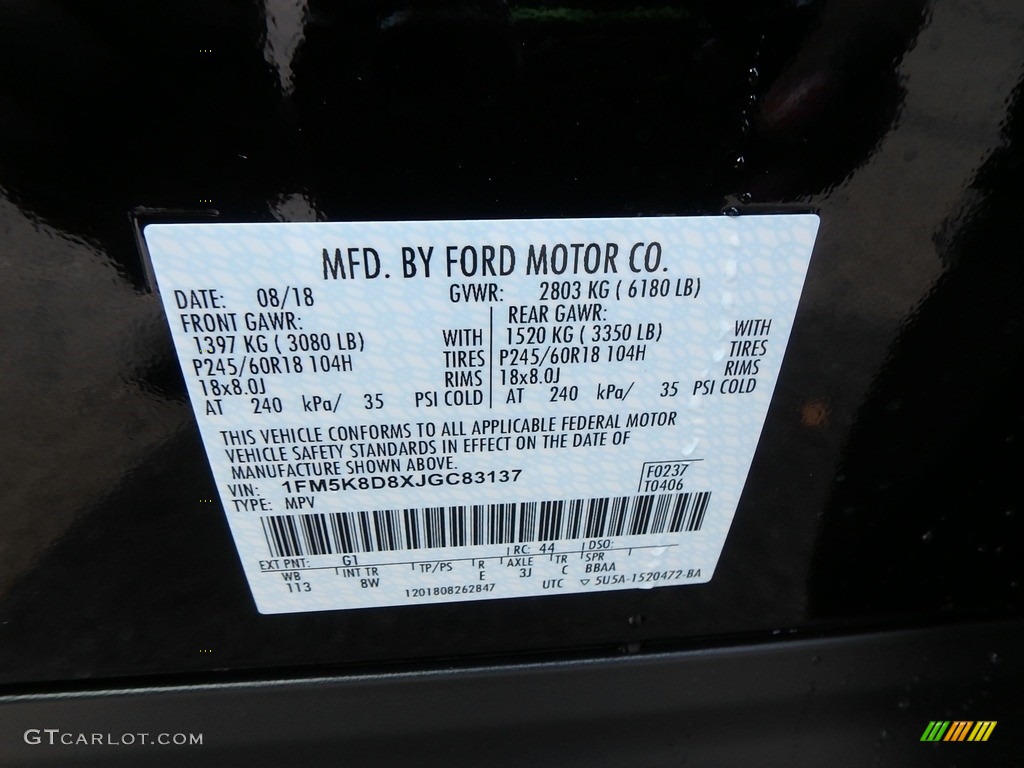 MFD. BY FORD MOTOR CO.
DATE: 08/18 GVWR: 2803 KG ( 6180 LB)
FRONT GAWR: REAR GAWR:
1397 KG ( 3080 LB) WITH 1520 KG ( 3350 LB) WITH
P245/60R18 104H TIRES P245/60R18 104H TIRES
18x8.0J RIMS 18x8.0J RIMS
AT 240 kPa/ 35 PSI COLD AT 240 kPa/ 35 PSI COLD
THIS VEHICLE CONFORMS TO ALL APPLICABLE FEDERAL MOTOR
VEHICLE SAFETY STANDARDS IN EFFECT ON THE DATE OF
MANUFACTURE SHOWN ABOVE.
VIN: 1FM5K8D8XJGC83137 F0237
TYPE: MPV T0406
EXT PNT: G1 RC: 44 DSO:
WB INT TR TP/PS R AXLE TR SPR
113 8W E 3J C BBAA
1201808262847 UTC ▽ 5U5A-1520472-BA
GTCARLOT.COM